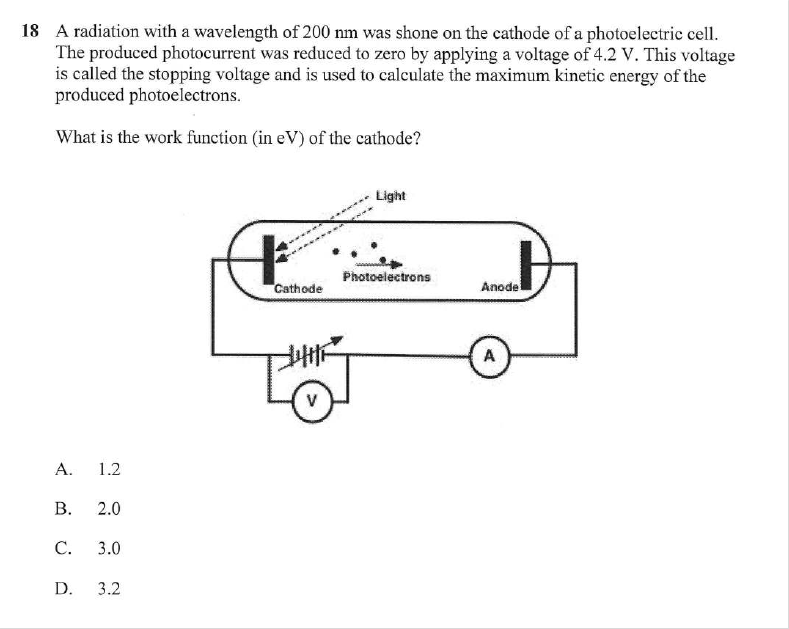 18 A radiation with a wavelength of 200 nm was shone on the cathode of a photoelectric cell.
The produced photocurrent was reduced to zero by applying a voltage of 4.2 V. This voltage
is called the stopping voltage and is used to calculate the maximum kinetic energy of the
produced photoelectrons.
What is the work function (in eV) of the cathode?
Light
Photoelectrons
Cathode
Anode
A
V
A. 1.2
B. 2.0
C. 3.0
D. 3.2